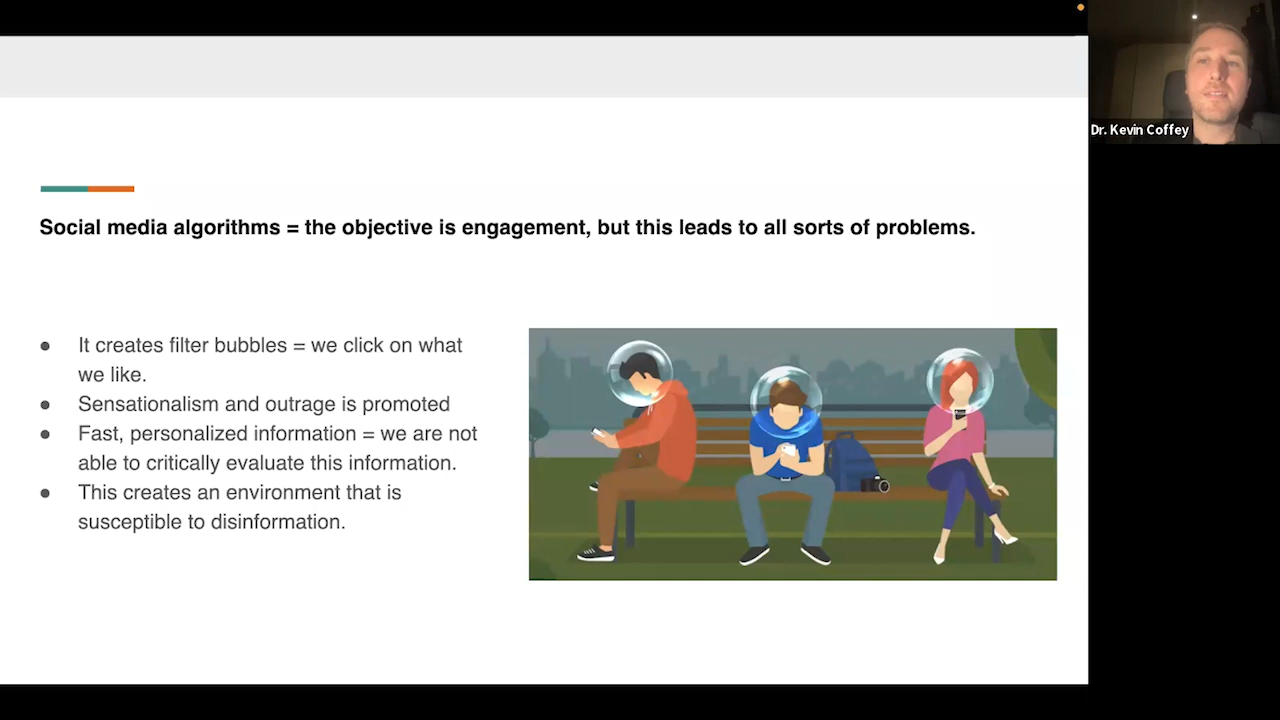 Dr. Kevin Coffey
Social media algorithms = the objective is engagement, but this leads to all sorts of problems.
● It creates filter bubbles = we click on what
we like.
● Sensationalism and outrage is promoted
● Fast, personalized information = we are not
able to critically evaluate this information.
● This creates an environment that is
susceptible to disinformation.